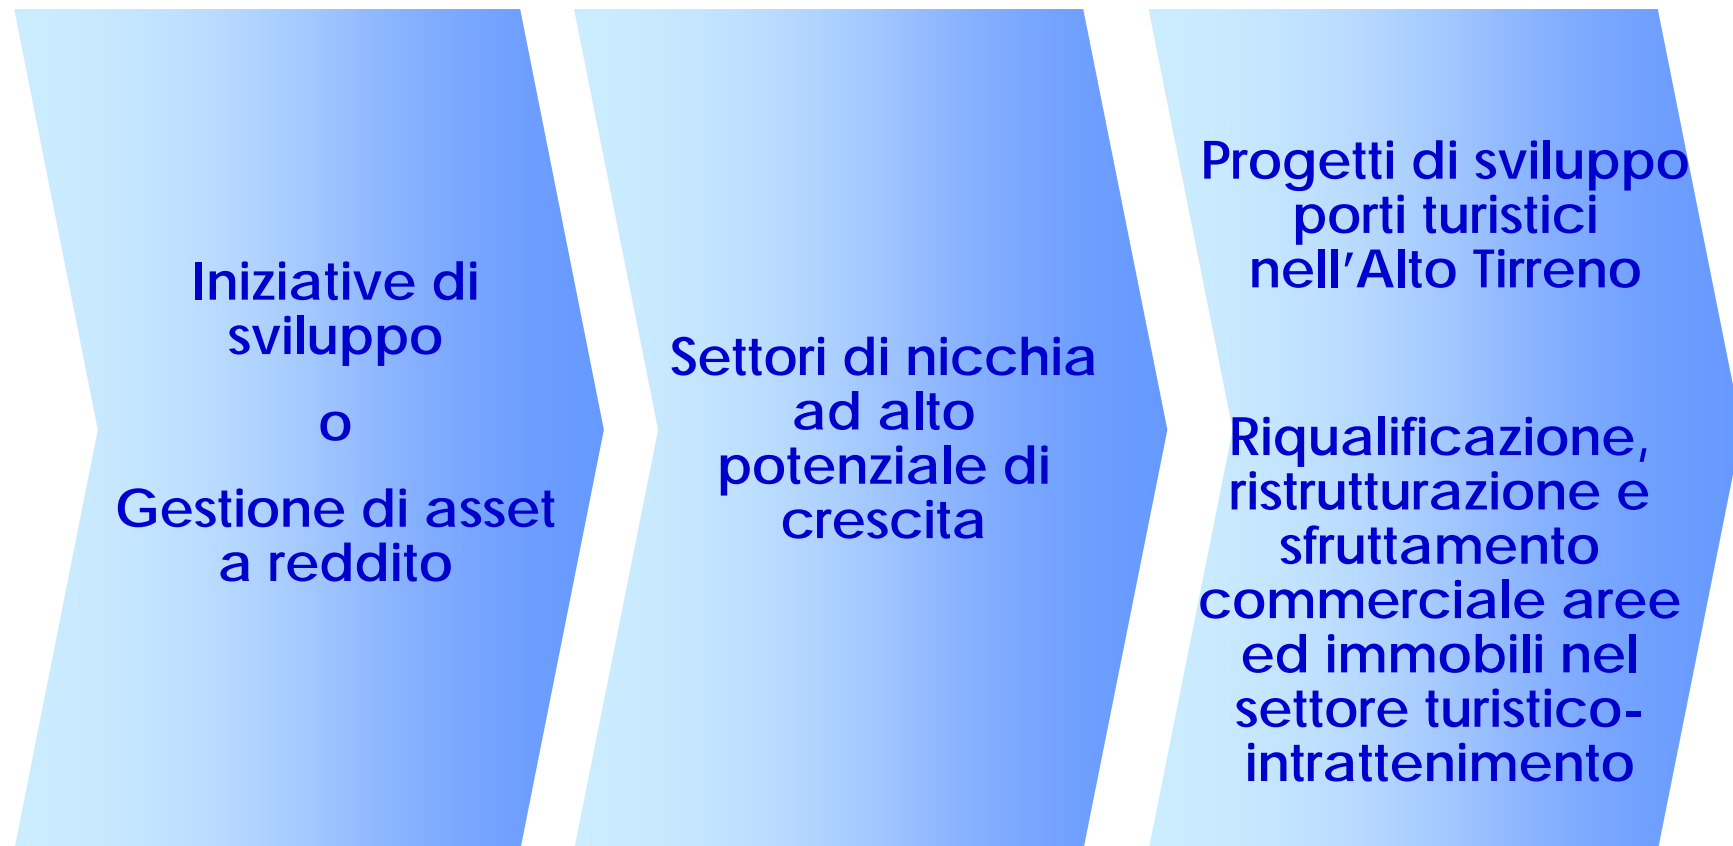 Iniziative di
sviluppo
o
Gestione di asset
a reddito
Settori di nicchia
ad alto
potenziale di
crescita
Progetti di sviluppo
porti turistici
nell'Alto Tirreno
Riqualificazione,
ristrutturazione e
sfruttamento
commerciale aree
ed immobili nel
settore turistico-
intrattenimento